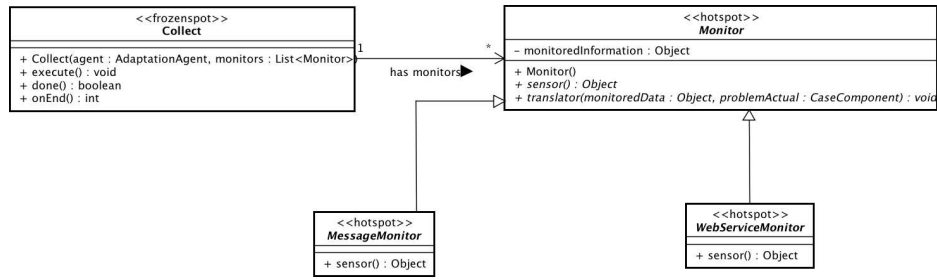 <<frozenspot>>
Collect
+ Collect(agent : AdaptationAgent, monitors : List<Monitor>)
+ execute() : void
+ done() : boolean
+ onEnd() : int
1
*
has monitors
<<hotspot>>
Monitor
– monitoredInformation : Object
+ Monitor()
+ sensor() : Object
+ translator(monitoredData : Object, problemActual : CaseComponent) : void
<<hotspot>>
MessageMonitor
+ sensor() : Object
<<hotspot>>
WebServiceMonitor
+ sensor() : Object